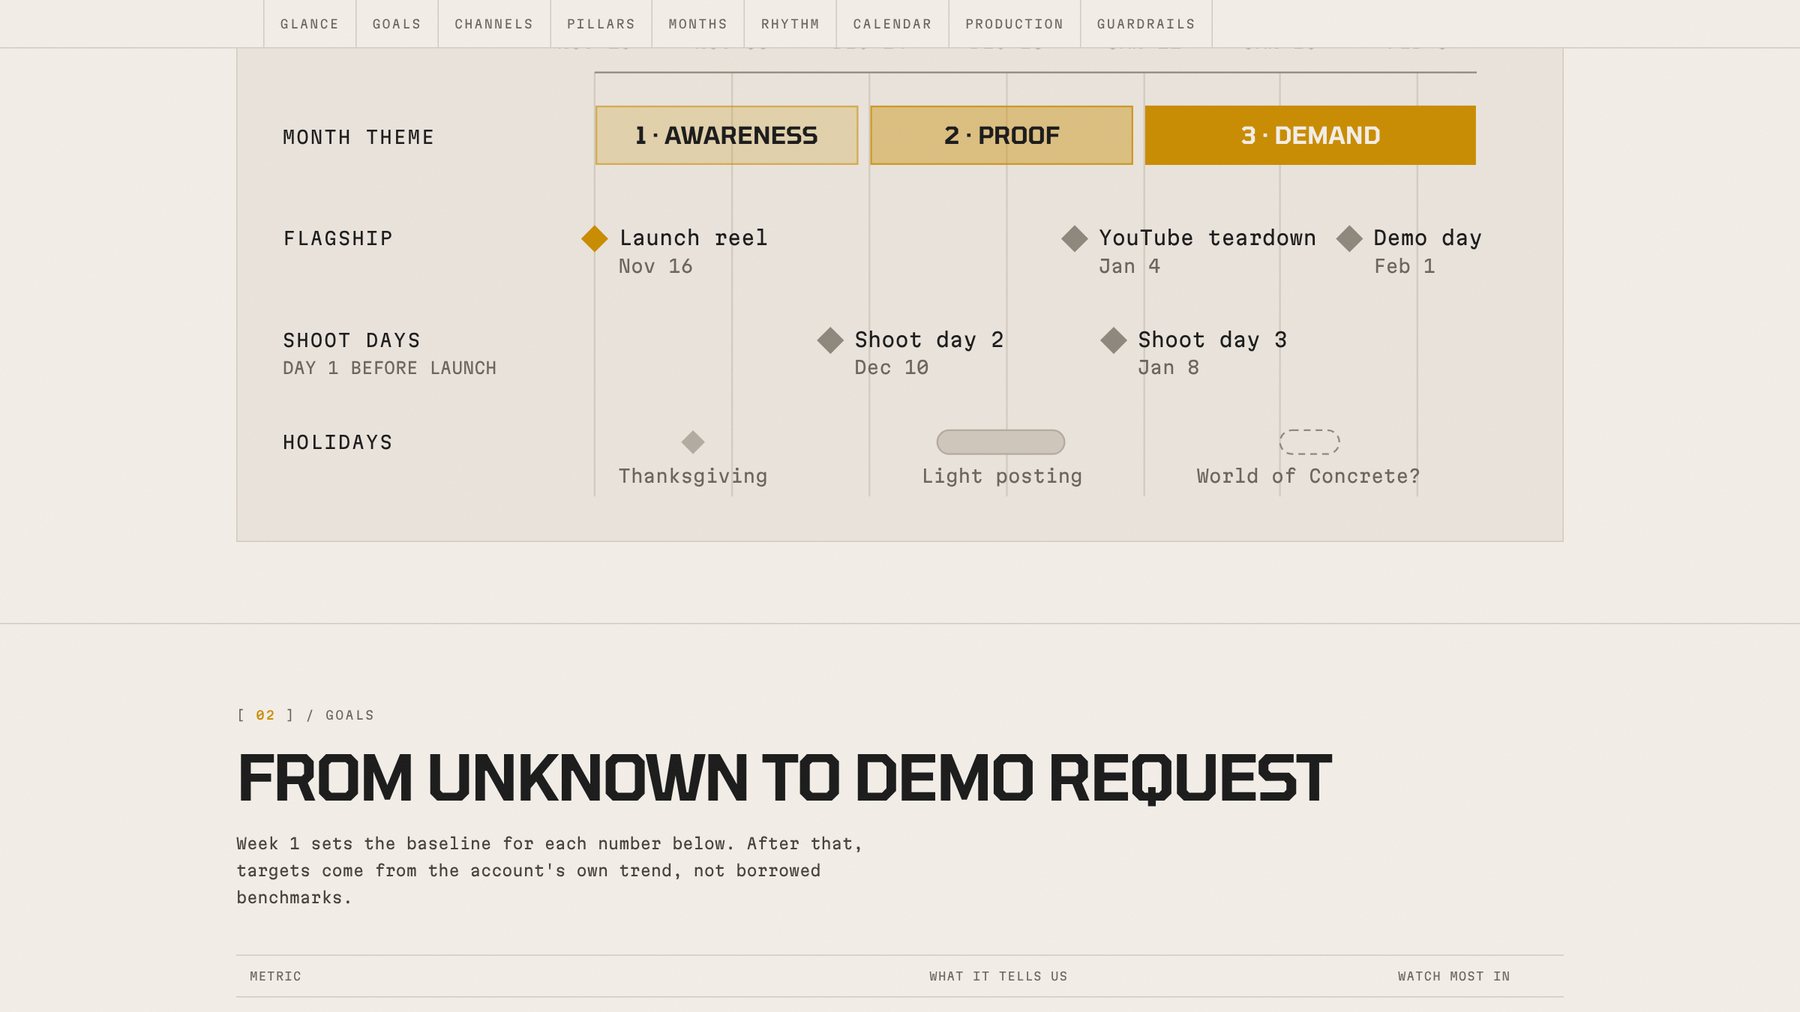 GLANCE
GOALS
CHANNELS
PILLARS
MONTHS
RHYTHM
CALENDAR
PRODUCTION
GUARDRAILS
MONTH THEME
1 · AWARENESS
2 · PROOF
3 · DEMAND
FLAGSHIP
Launch reel
Nov 16
YouTube teardown
Jan 4
Demo day
Feb 1
SHOOT DAYS
DAY 1 BEFORE LAUNCH
Shoot day 2
Dec 10
Shoot day 3
Jan 8
HOLIDAYS
Thanksgiving
Light posting
World of Concrete?
[ 02 ] / GOALS
FROM UNKNOWN TO DEMO REQUEST
Week 1 sets the baseline for each number below. After that,
targets come from the account's own trend, not borrowed
benchmarks.
METRIC
WHAT IT TELLS US
WATCH MOST IN